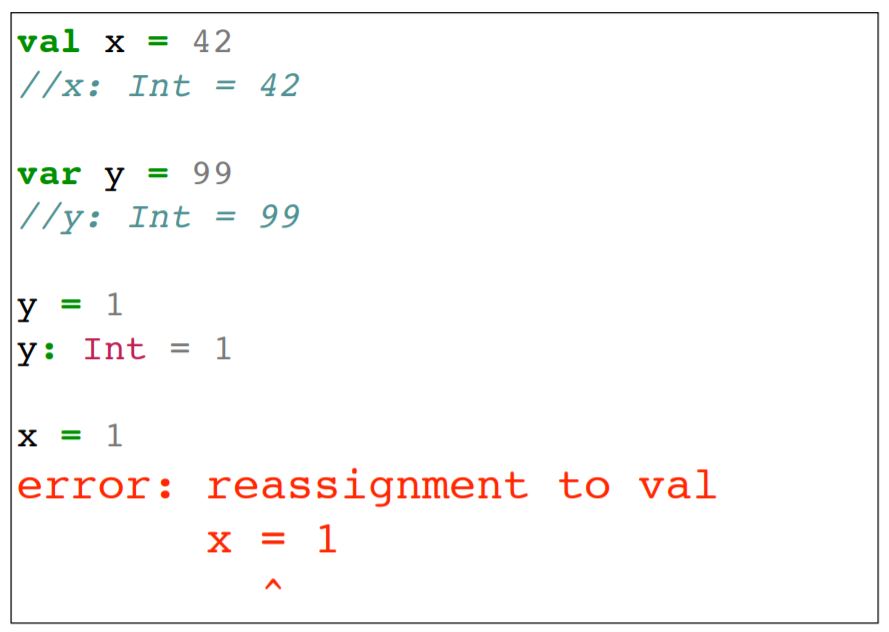 val x = 42
//x: Int = 42
var y = 99
//y: Int = 99
y = 1
y: Int = 1
x = 1
error: reassignment to val
x = 1
^